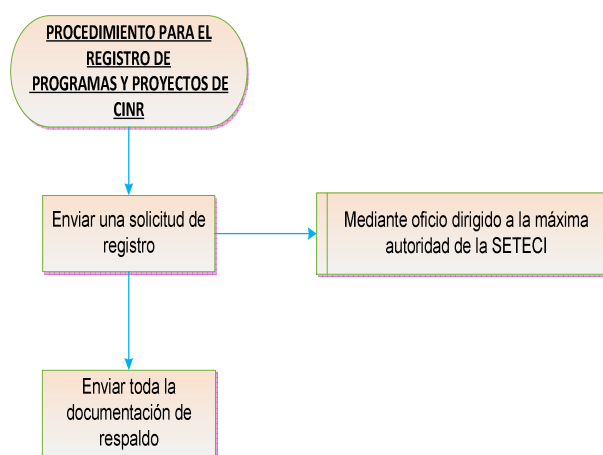 PROCEDIMIENTO PARA EL
REGISTRO DE
PROGRAMAS Y PROYECTOS DE
CINR
Enviar una solicitud de
registro
Mediante oficio dirigido a la máxima
autoridad de la SETECI
Enviar toda la
documentación de
respaldo